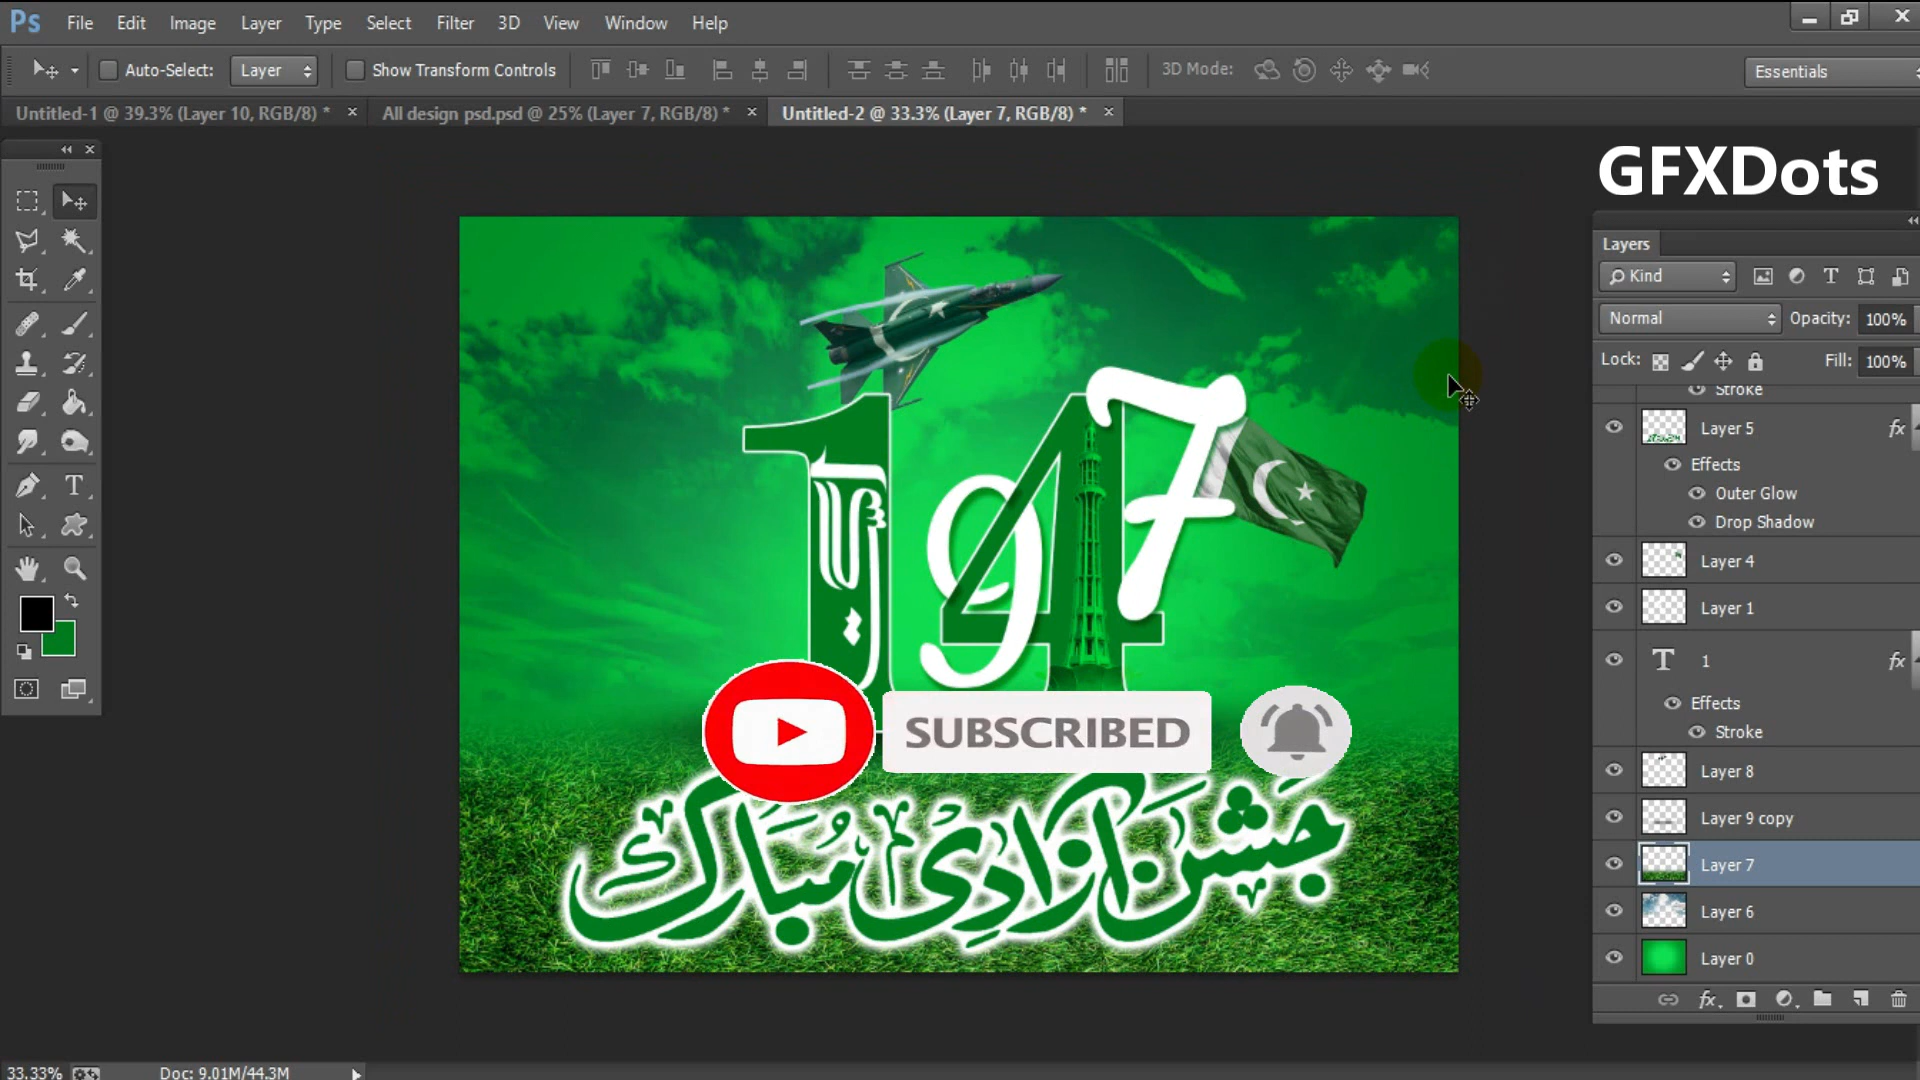 Ps File Edit Image Layer Type Select Filter 3D View Window Help
Auto-Select: Layer Show Transform Controls 3D Mode: Essentials
Untitled-1 @ 39.3% (Layer 10, RGB/8) * × All design psd.psd @ 25% (Layer 7, RGB/8) * × Untitled-2 @ 33.3% (Layer 7, RGB/8) * ×
GFXDots
Layers
Kind
Normal Opacity: 100%
Lock: Fill: 100%
Stroke
Layer 5 fx
Effects
Outer Glow
Drop Shadow
Layer 4
Layer 1
T 1 fx
Effects
Stroke
Layer 8
Layer 9 copy
Layer 7
Layer 6
Layer 0
1947
SUBSCRIBED
جشنِ آزادی مُبارک
33.33% Doc: 9.01M/44.3M